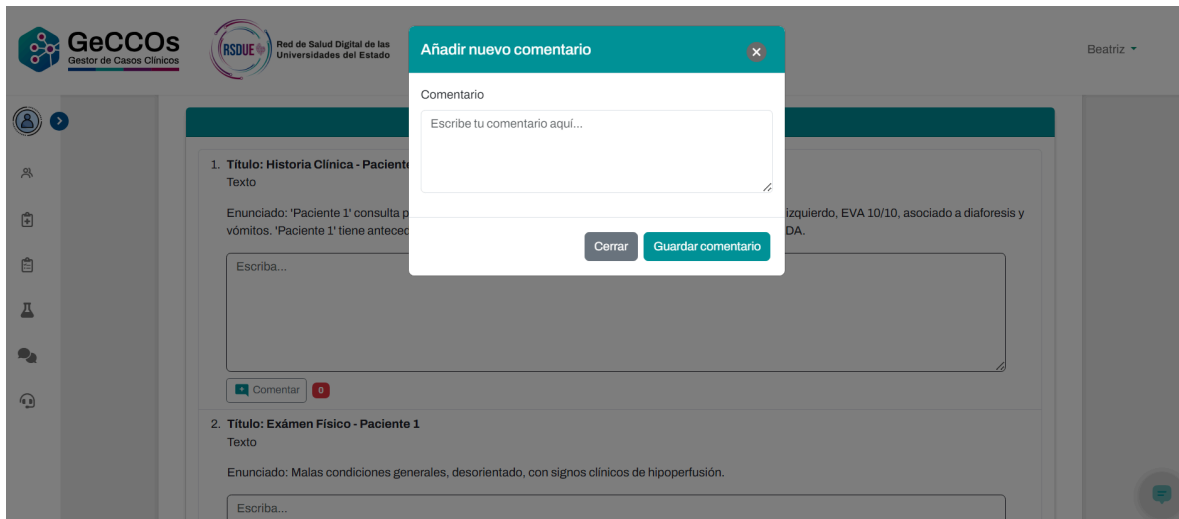 GeCCOs
Gestor de Casos Clínicos
RSDUE
Red de Salud Digital de las
Universidades del Estado
Beatriz
Añadir nuevo comentario
Comentario
Escribe tu comentario aquí...
Cerrar
Guardar comentario
1. Título: Historia Clínica - Paciente
Texto
Enunciado: 'Paciente 1' consulta p izquierdo, EVA 10/10, asociado a diaforesis y
vómitos. 'Paciente 1' tiene anteced DA.
Escriba...
Comentar 0
2. Título: Exámen Físico - Paciente 1
Texto
Enunciado: Malas condiciones generales, desorientado, con signos clínicos de hipoperfusión.
Escriba...